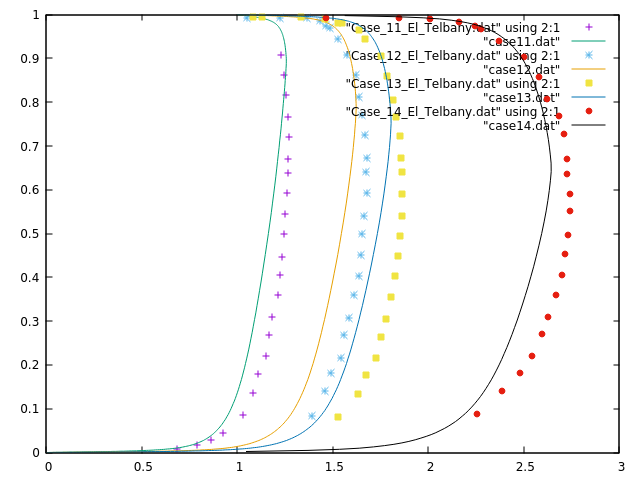 1
0.9
0.8
0.7
0.6
0.5
0.4
0.3
0.2
0.1
0
0 0.5 1 1.5 2 2.5 3
"Case_11_El_Telbany.dat" using 2:1
"case11.dat"
"Case_12_El_Telbany.dat" using 2:1
"case12.dat"
"Case_13_El_Telbany.dat" using 2:1
"case13.dat"
"Case_14_El_Telbany.dat" using 2:1
"case14.dat"